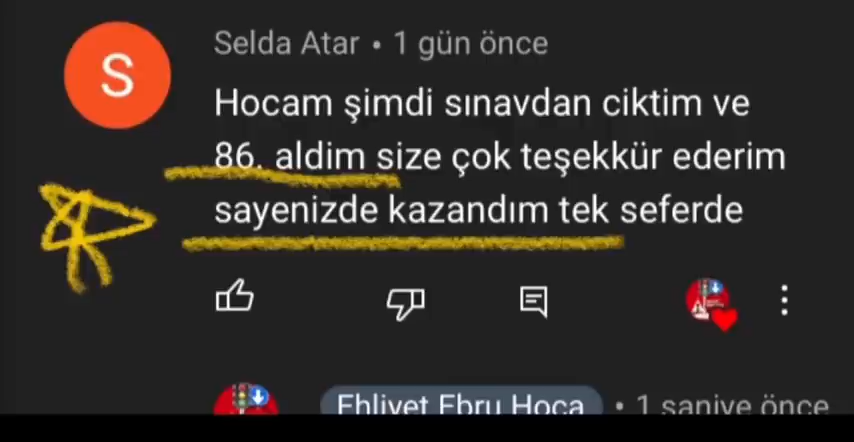 S
Selda Atar • 1 gün önce
Hocam şimdi sınavdan ciktim ve
86. aldim size çok teşekkür ederim
sayenizde kazandım tek seferde
Ehliyet Ebru Hoca • 1 saniye önce